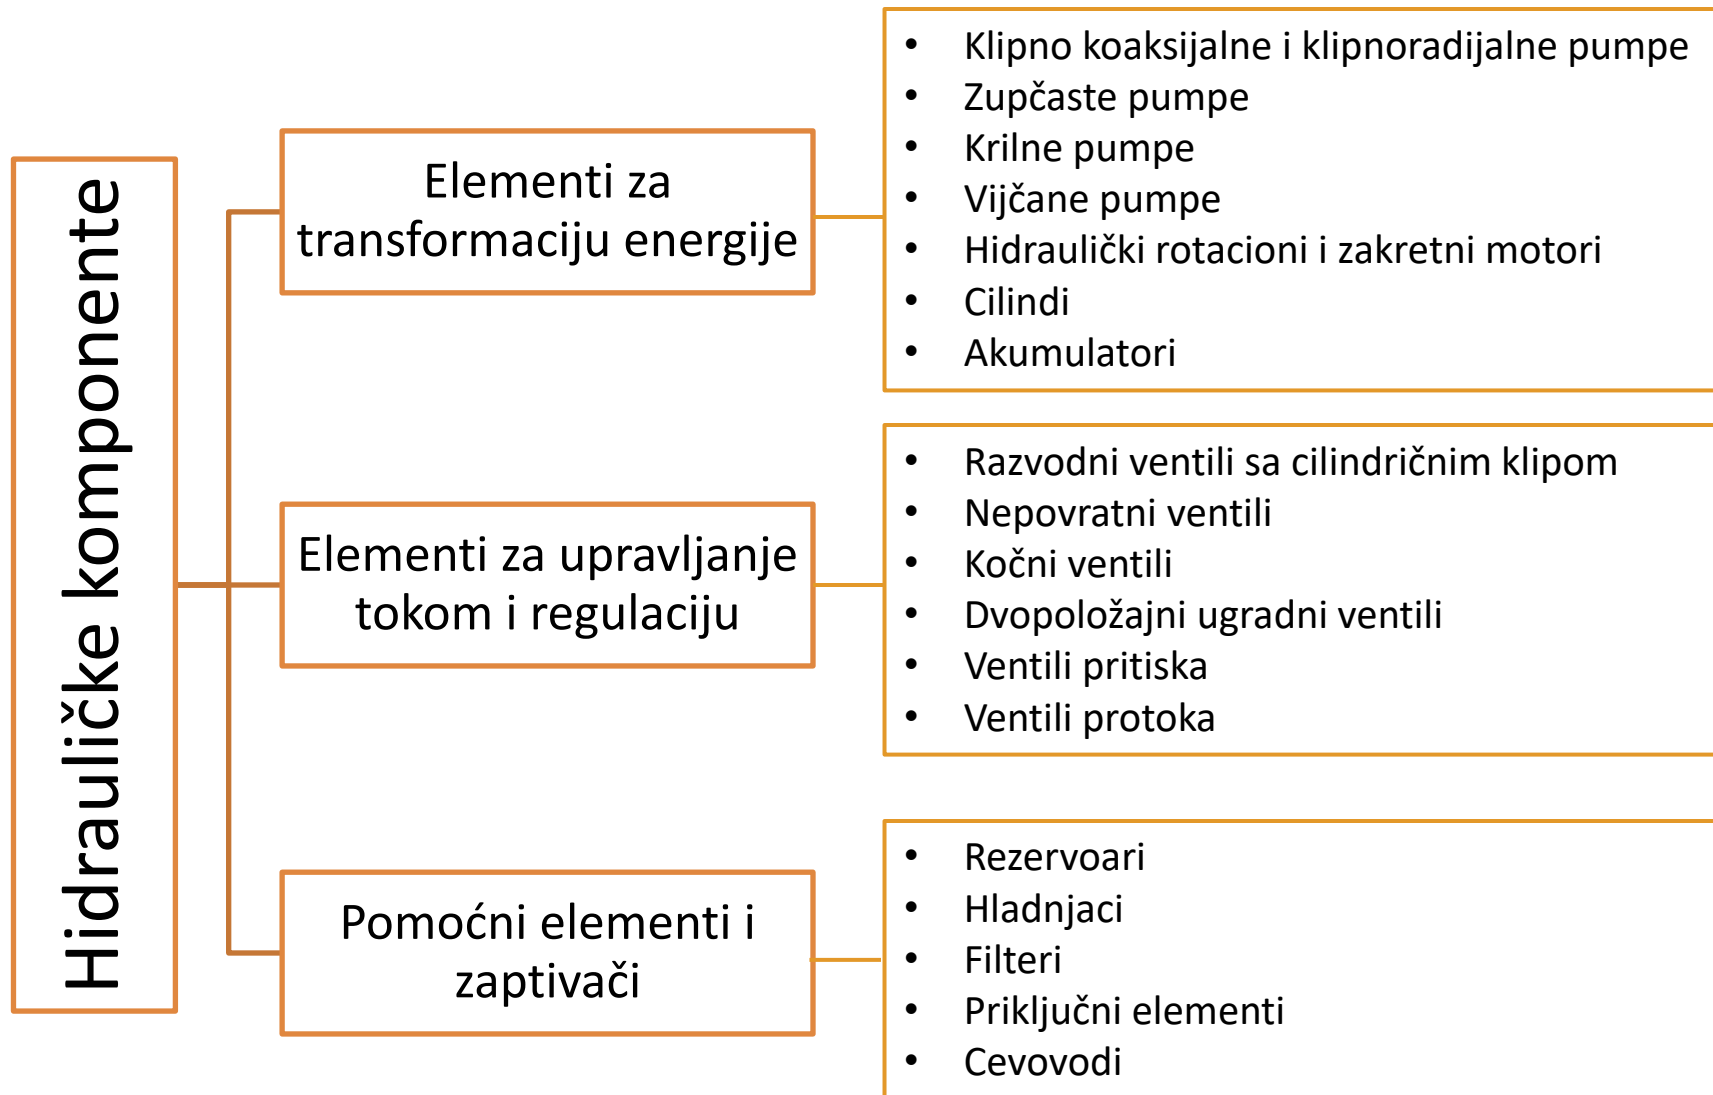 Hidrauličke komponente
Elementi za
transformaciju energije
• Klipno koaksijalne i klipnoradijalne pumpe
• Zupčaste pumpe
• Krilne pumpe
• Vijčane pumpe
• Hidraulički rotacioni i zakretni motori
• Cilindi
• Akumulatori
Elementi za upravljanje
tokom i regulaciju
• Razvodni ventili sa cilindričnim klipom
• Nepovratni ventili
• Kočni ventili
• Dvopoložajni ugradni ventili
• Ventili pritiska
• Ventili protoka
Pomoćni elementi i
zaptivači
• Rezervoari
• Hladnjaci
• Filteri
• Priključni elementi
• Cevovodi